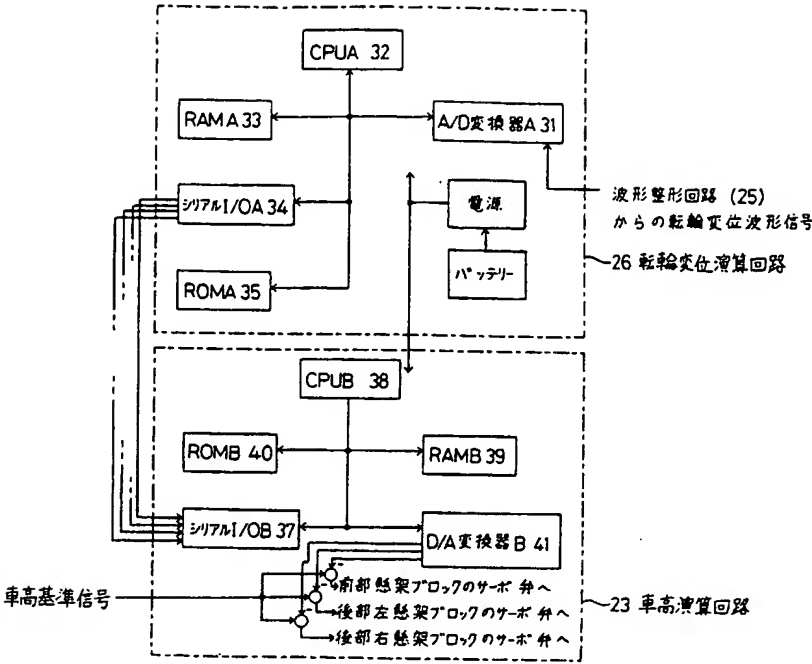 CPUA 32
RAMA 33
A/D変換器A 31
シリアルI/OA 34
電源
波形整形回路 (25)
からの転輪変位波形信号
バッテリー
26 転輪変位演算回路
ROMA 35
CPUB 38
ROMB 40
RAMB 39
シリアルI/OB 37
D/A変換器 B 41
車高基準信号
前部懸架ブロックのサーボ弁へ
後部左懸架ブロックのサーボ弁へ
23 車高演算回路
後部右懸架ブロックのサーボ弁へ